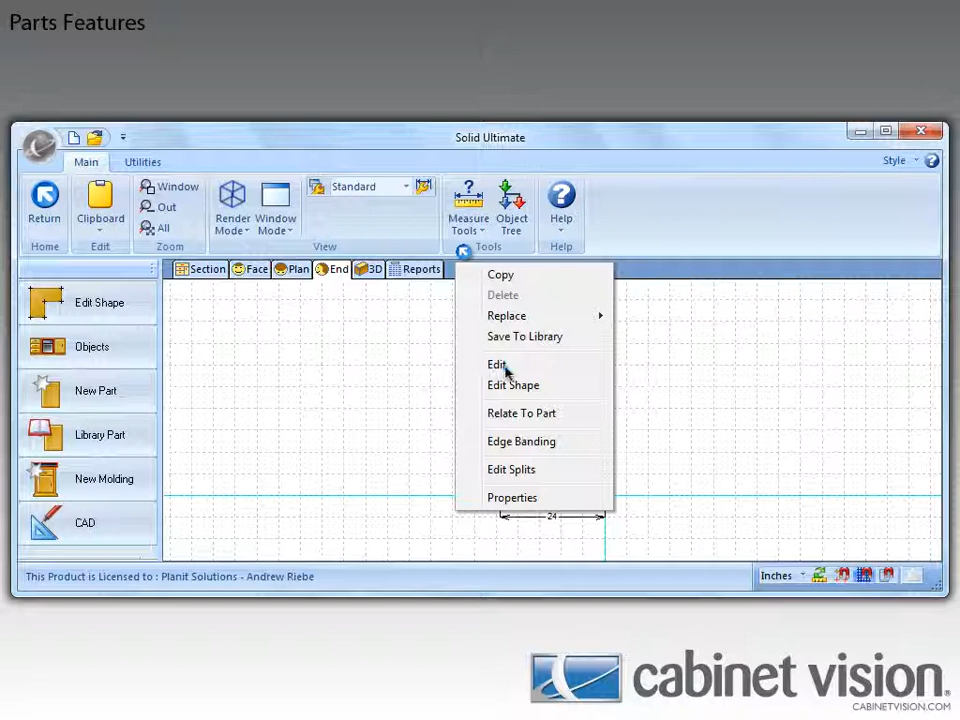 Parts Features
Solid Ultimate
Main
Utilities
Style
Return
Clipboard
Window
Out
All
Render Mode
Window Mode
Standard
Measure Tools
Object Tree
Help
Home
Edit
Zoom
View
Tools
Help
Section
Face
Plan
End
3D
Reports
Edit Shape
Objects
New Part
Library Part
New Molding
CAD
Copy
Delete
Replace
Save To Library
Edit
Edit Shape
Relate To Part
Edge Banding
Edit Splits
Properties
24
This Product is Licensed to : Planit Solutions - Andrew Riebe
Inches
cabinet vision.
CABINETVISION.COM